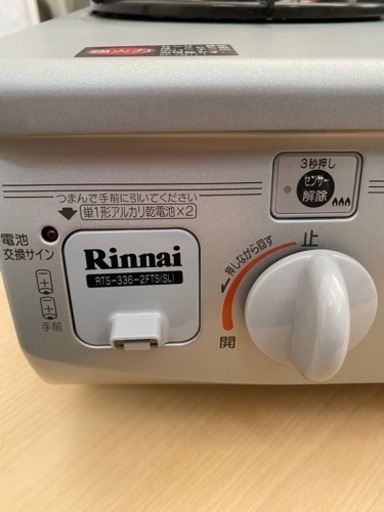 強火力
3秒押し
センサー
解除
つまんで手前に引いてください
単1形アルカリ乾電池×2
電池
交換サイン
Rinnai
RTS-336-2FTS(SL)
手前
止
押しながら回す
開